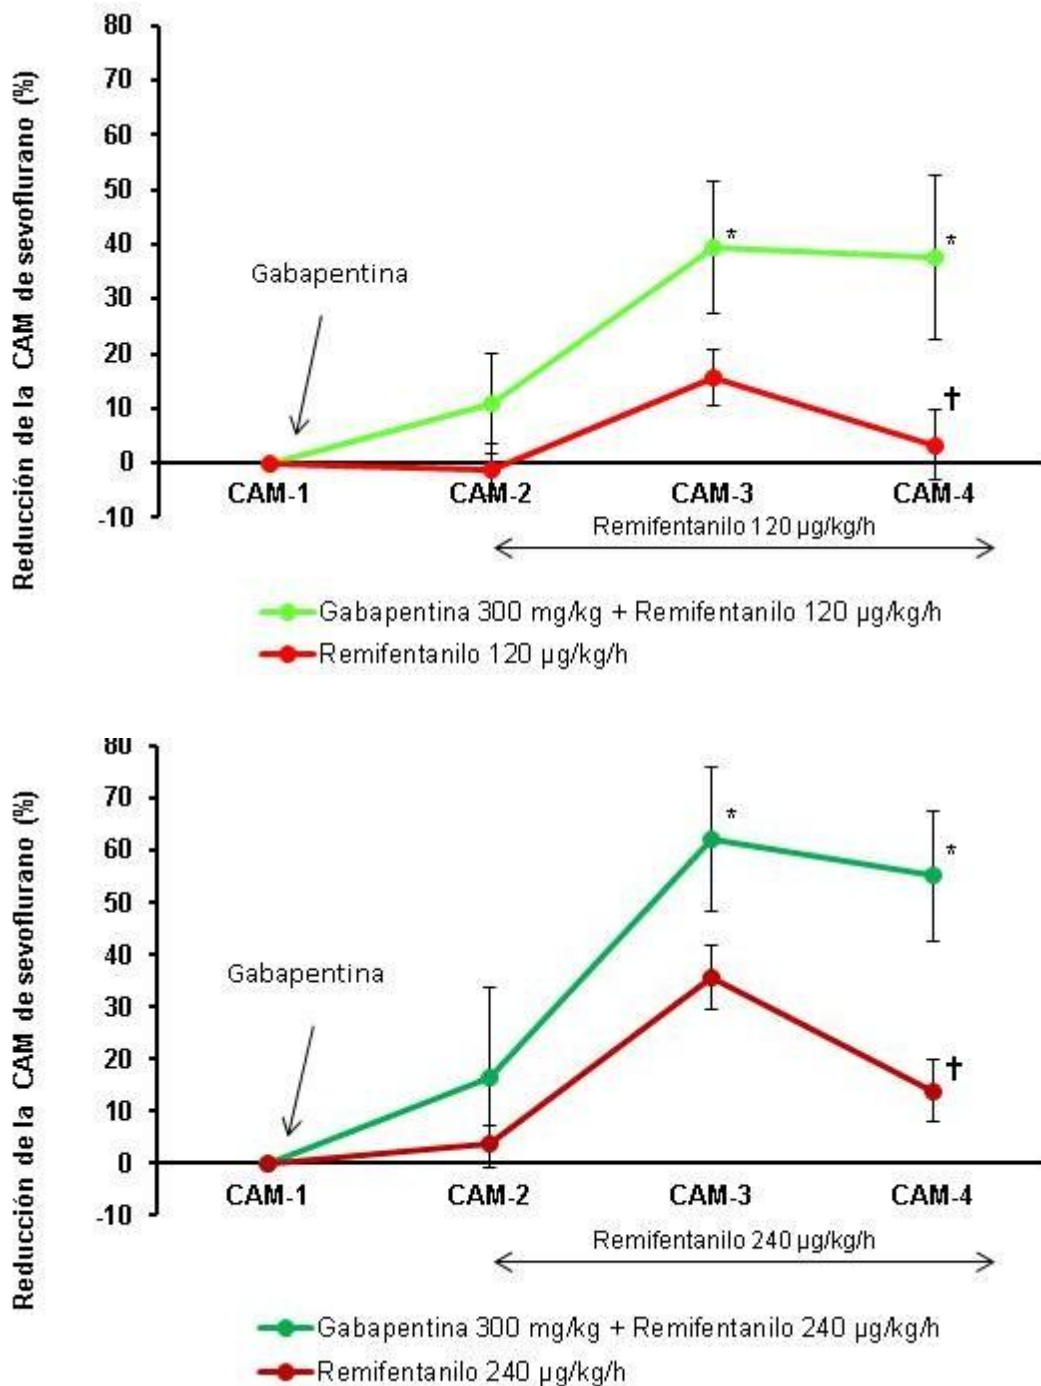 Reducción de la CAM de sevoflurano (%)
80
70
60
50
40
30
20
10
0
-10
Gabapentina
*
*
†
CAM-1
CAM-2
CAM-3
CAM-4
Remifentanilo 120 µg/kg/h
Gabapentina 300 mg/kg + Remifentanilo 120 µg/kg/h
Remifentanilo 120 µg/kg/h
Reducción de la CAM de sevoflurano (%)
80
70
60
50
40
30
20
10
0
-10
Gabapentina
*
*
†
CAM-1
CAM-2
CAM-3
CAM-4
Remifentanilo 240 µg/kg/h
Gabapentina 300 mg/kg + Remifentanilo 240 µg/kg/h
Remifentanilo 240 µg/kg/h